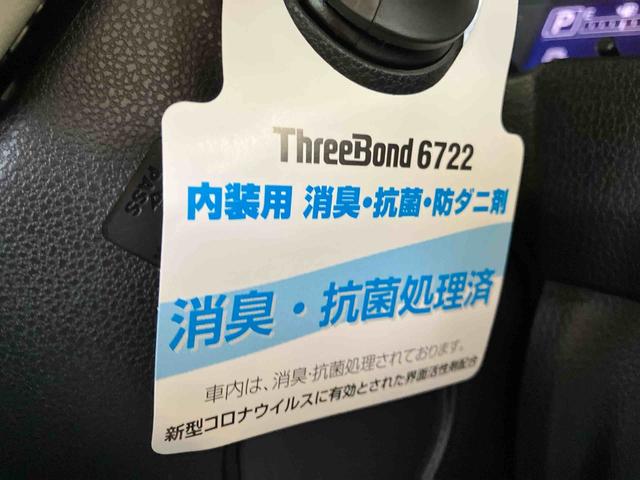 P
ThreeBond 6722
内装用 消臭・抗菌・防ダニ剤
消臭・抗菌処理済
車内は、消臭・抗菌処理されております。
新型コロナウイルスに有効とされた界面活性剤配合
PASS